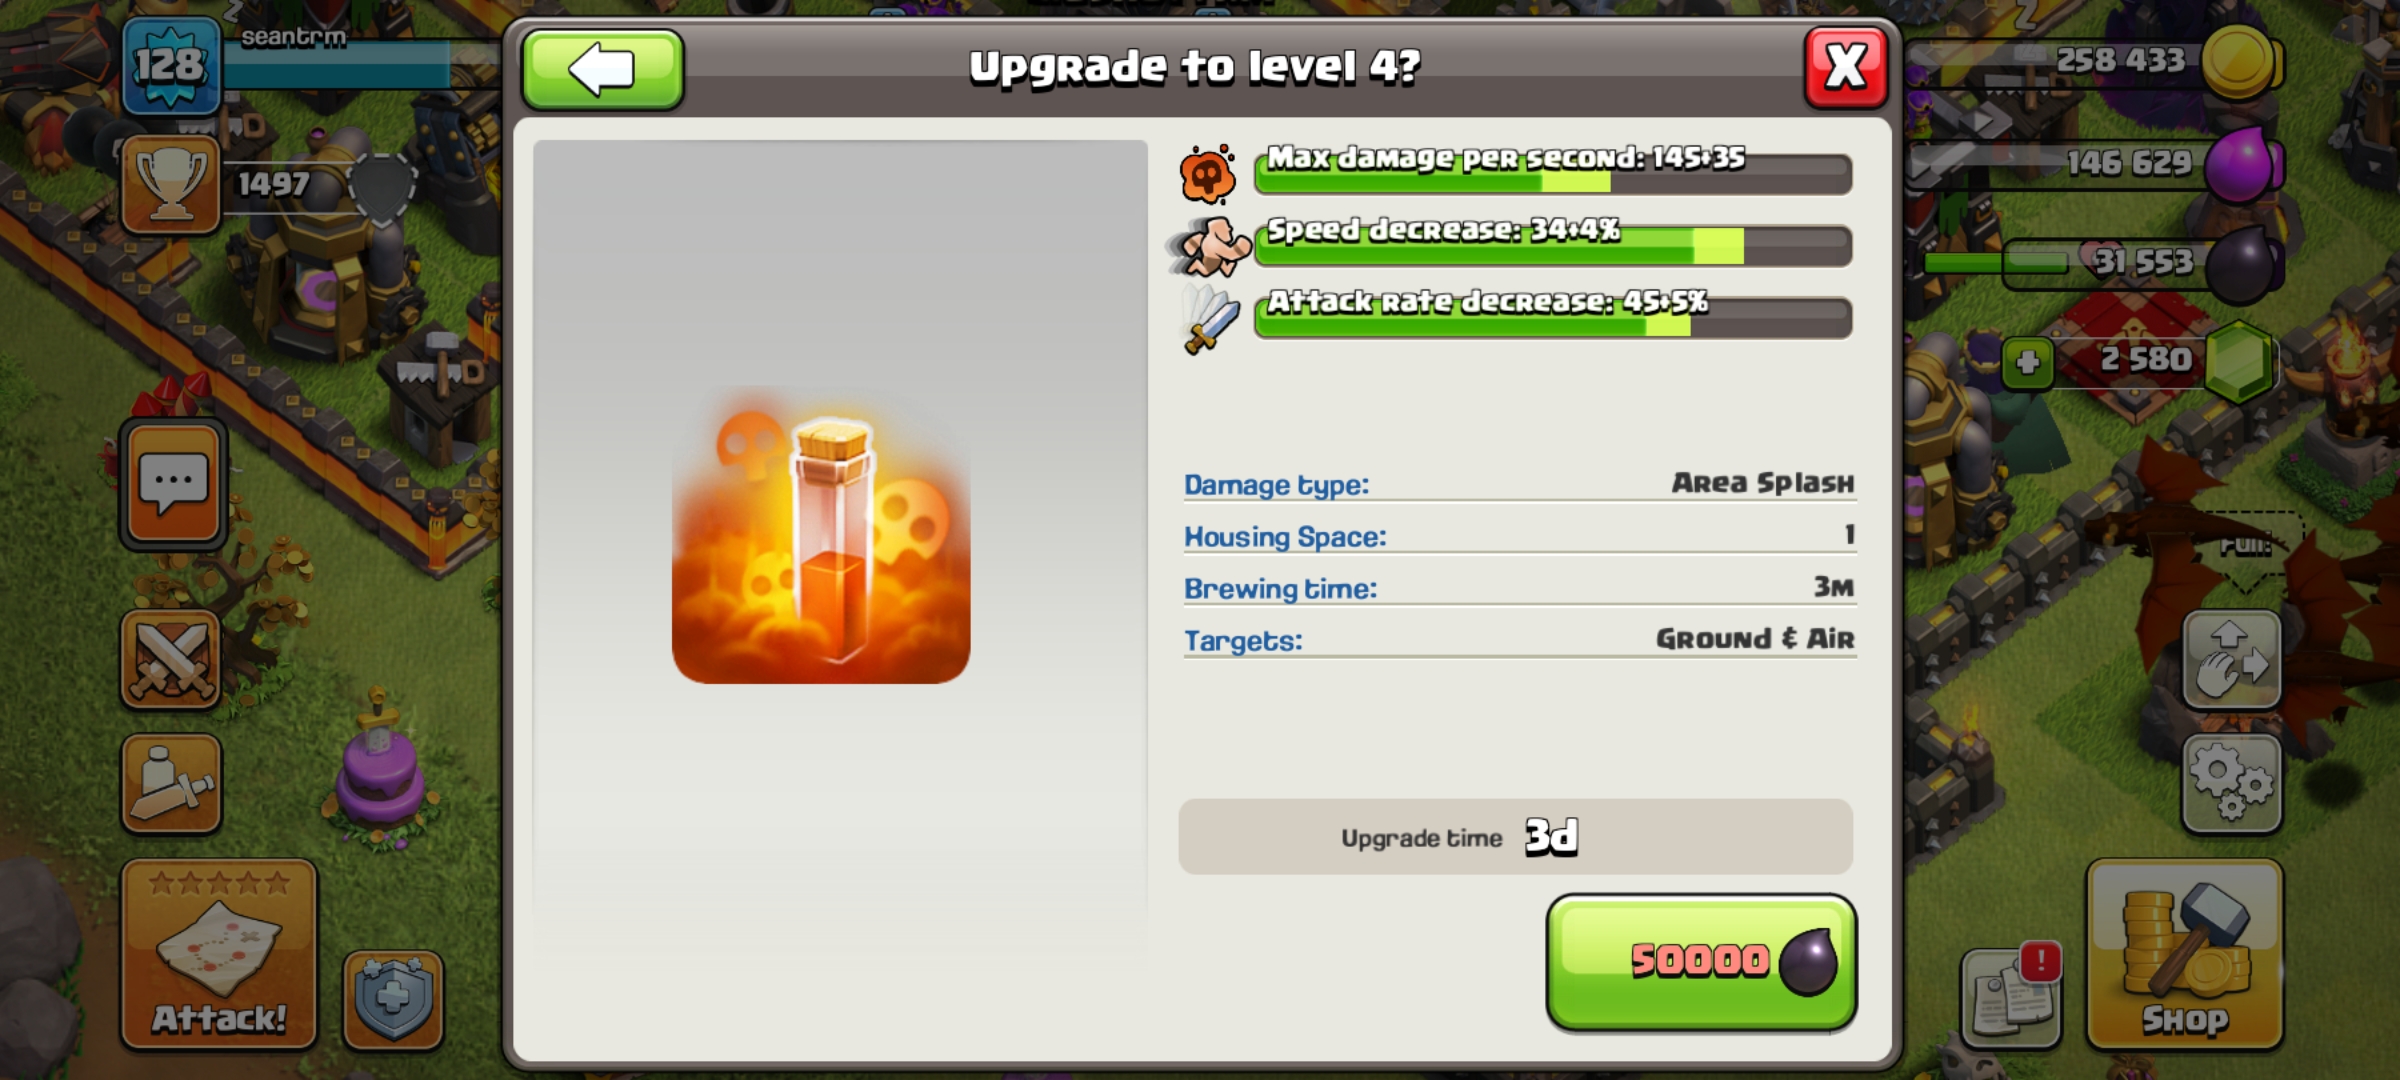 128
seantrm
1497
Upgrade to level 4?
X
258 433
146 629
31 553
2 580
Max damage per second: 145+35
Speed decrease: 34+4%
Attack rate decrease: 45+5%
Damage type: Area Splash
Housing Space: 1
Brewing time: 3m
Targets: Ground & Air
Full!
Upgrade time 3d
50000
Attack!
!
Shop